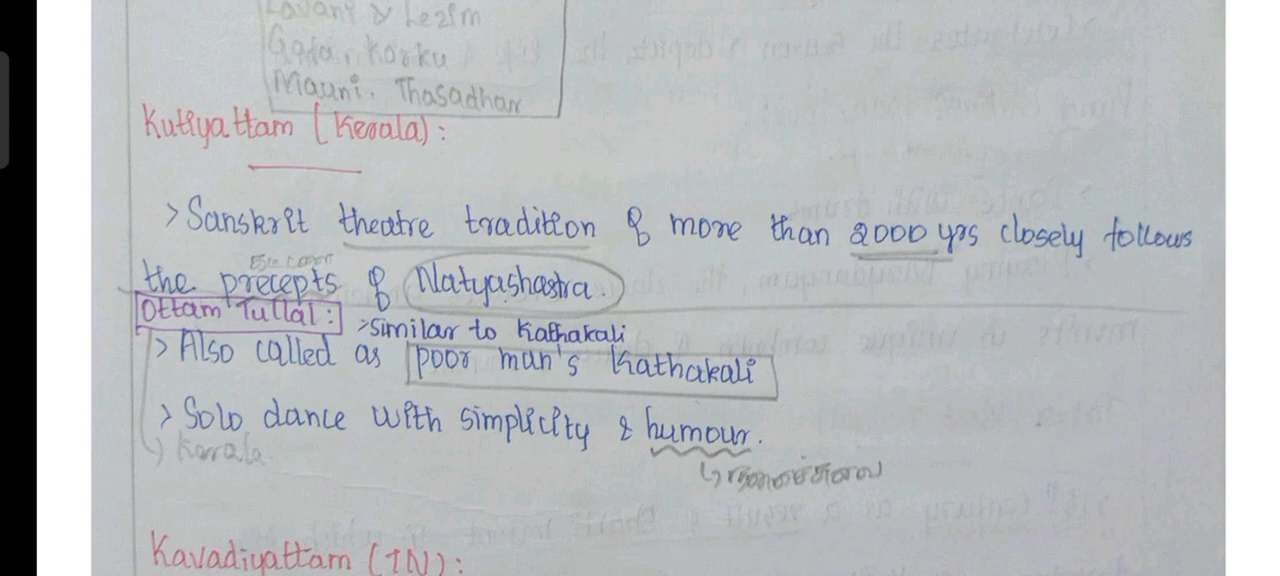 Lavani & Lezim
Gafa, Korku
Mauni, Thasadhar
Kutiyattam (Kerala):
> Sanskrit theatre tradition of more than 2000 yrs closely follows
the precepts of Natyashastra.
Ottam Tullal: >similar to Kathakali
> Also called as poor man's Kathakali
> Solo dance with simplicity & humour.
Kerala
Kavadiyattam (TN):